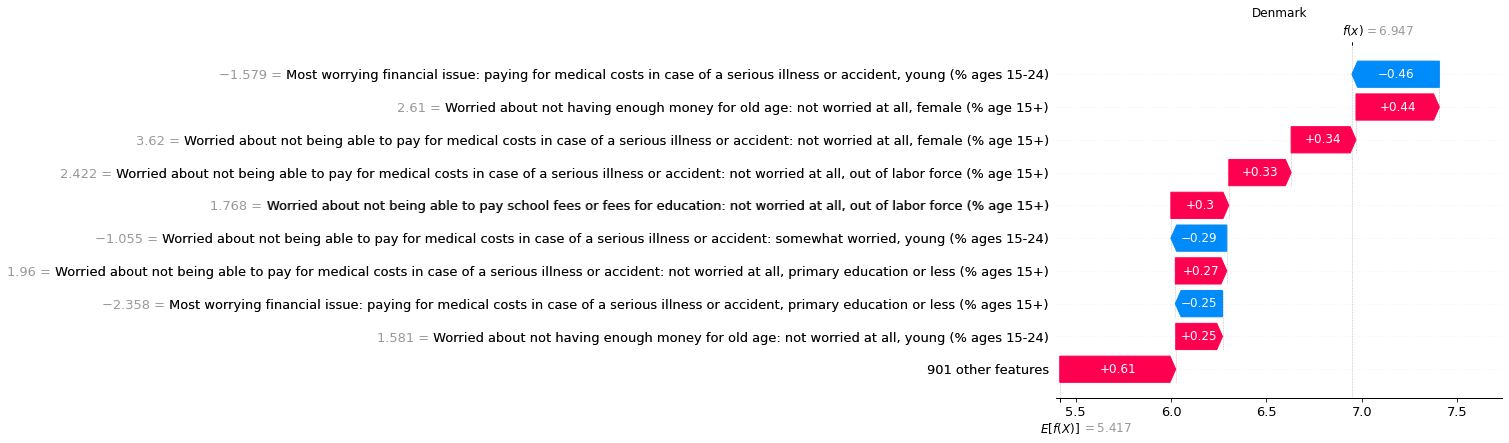 Denmark
f(x) = 6.947
−1.579 = Most worrying financial issue: paying for medical costs in case of a serious illness or accident, young (% ages 15-24)
−0.46
2.61 = Worried about not having enough money for old age: not worried at all, female (% age 15+)
+0.44
3.62 = Worried about not being able to pay for medical costs in case of a serious illness or accident: not worried at all, female (% age 15+)
+0.34
2.422 = Worried about not being able to pay for medical costs in case of a serious illness or accident: not worried at all, out of labor force (% age 15+)
+0.33
1.768 = Worried about not being able to pay school fees or fees for education: not worried at all, out of labor force (% age 15+)
+0.3
−1.055 = Worried about not being able to pay for medical costs in case of a serious illness or accident: somewhat worried, young (% ages 15-24)
−0.29
1.96 = Worried about not being able to pay for medical costs in case of a serious illness or accident: not worried at all, primary education or less (% ages 15+)
+0.27
−2.358 = Most worrying financial issue: paying for medical costs in case of a serious illness or accident, primary education or less (% ages 15+)
−0.25
1.581 = Worried about not having enough money for old age: not worried at all, young (% ages 15-24)
+0.25
901 other features
+0.61
5.5 6.0 6.5 7.0 7.5
E[f(X)] = 5.417